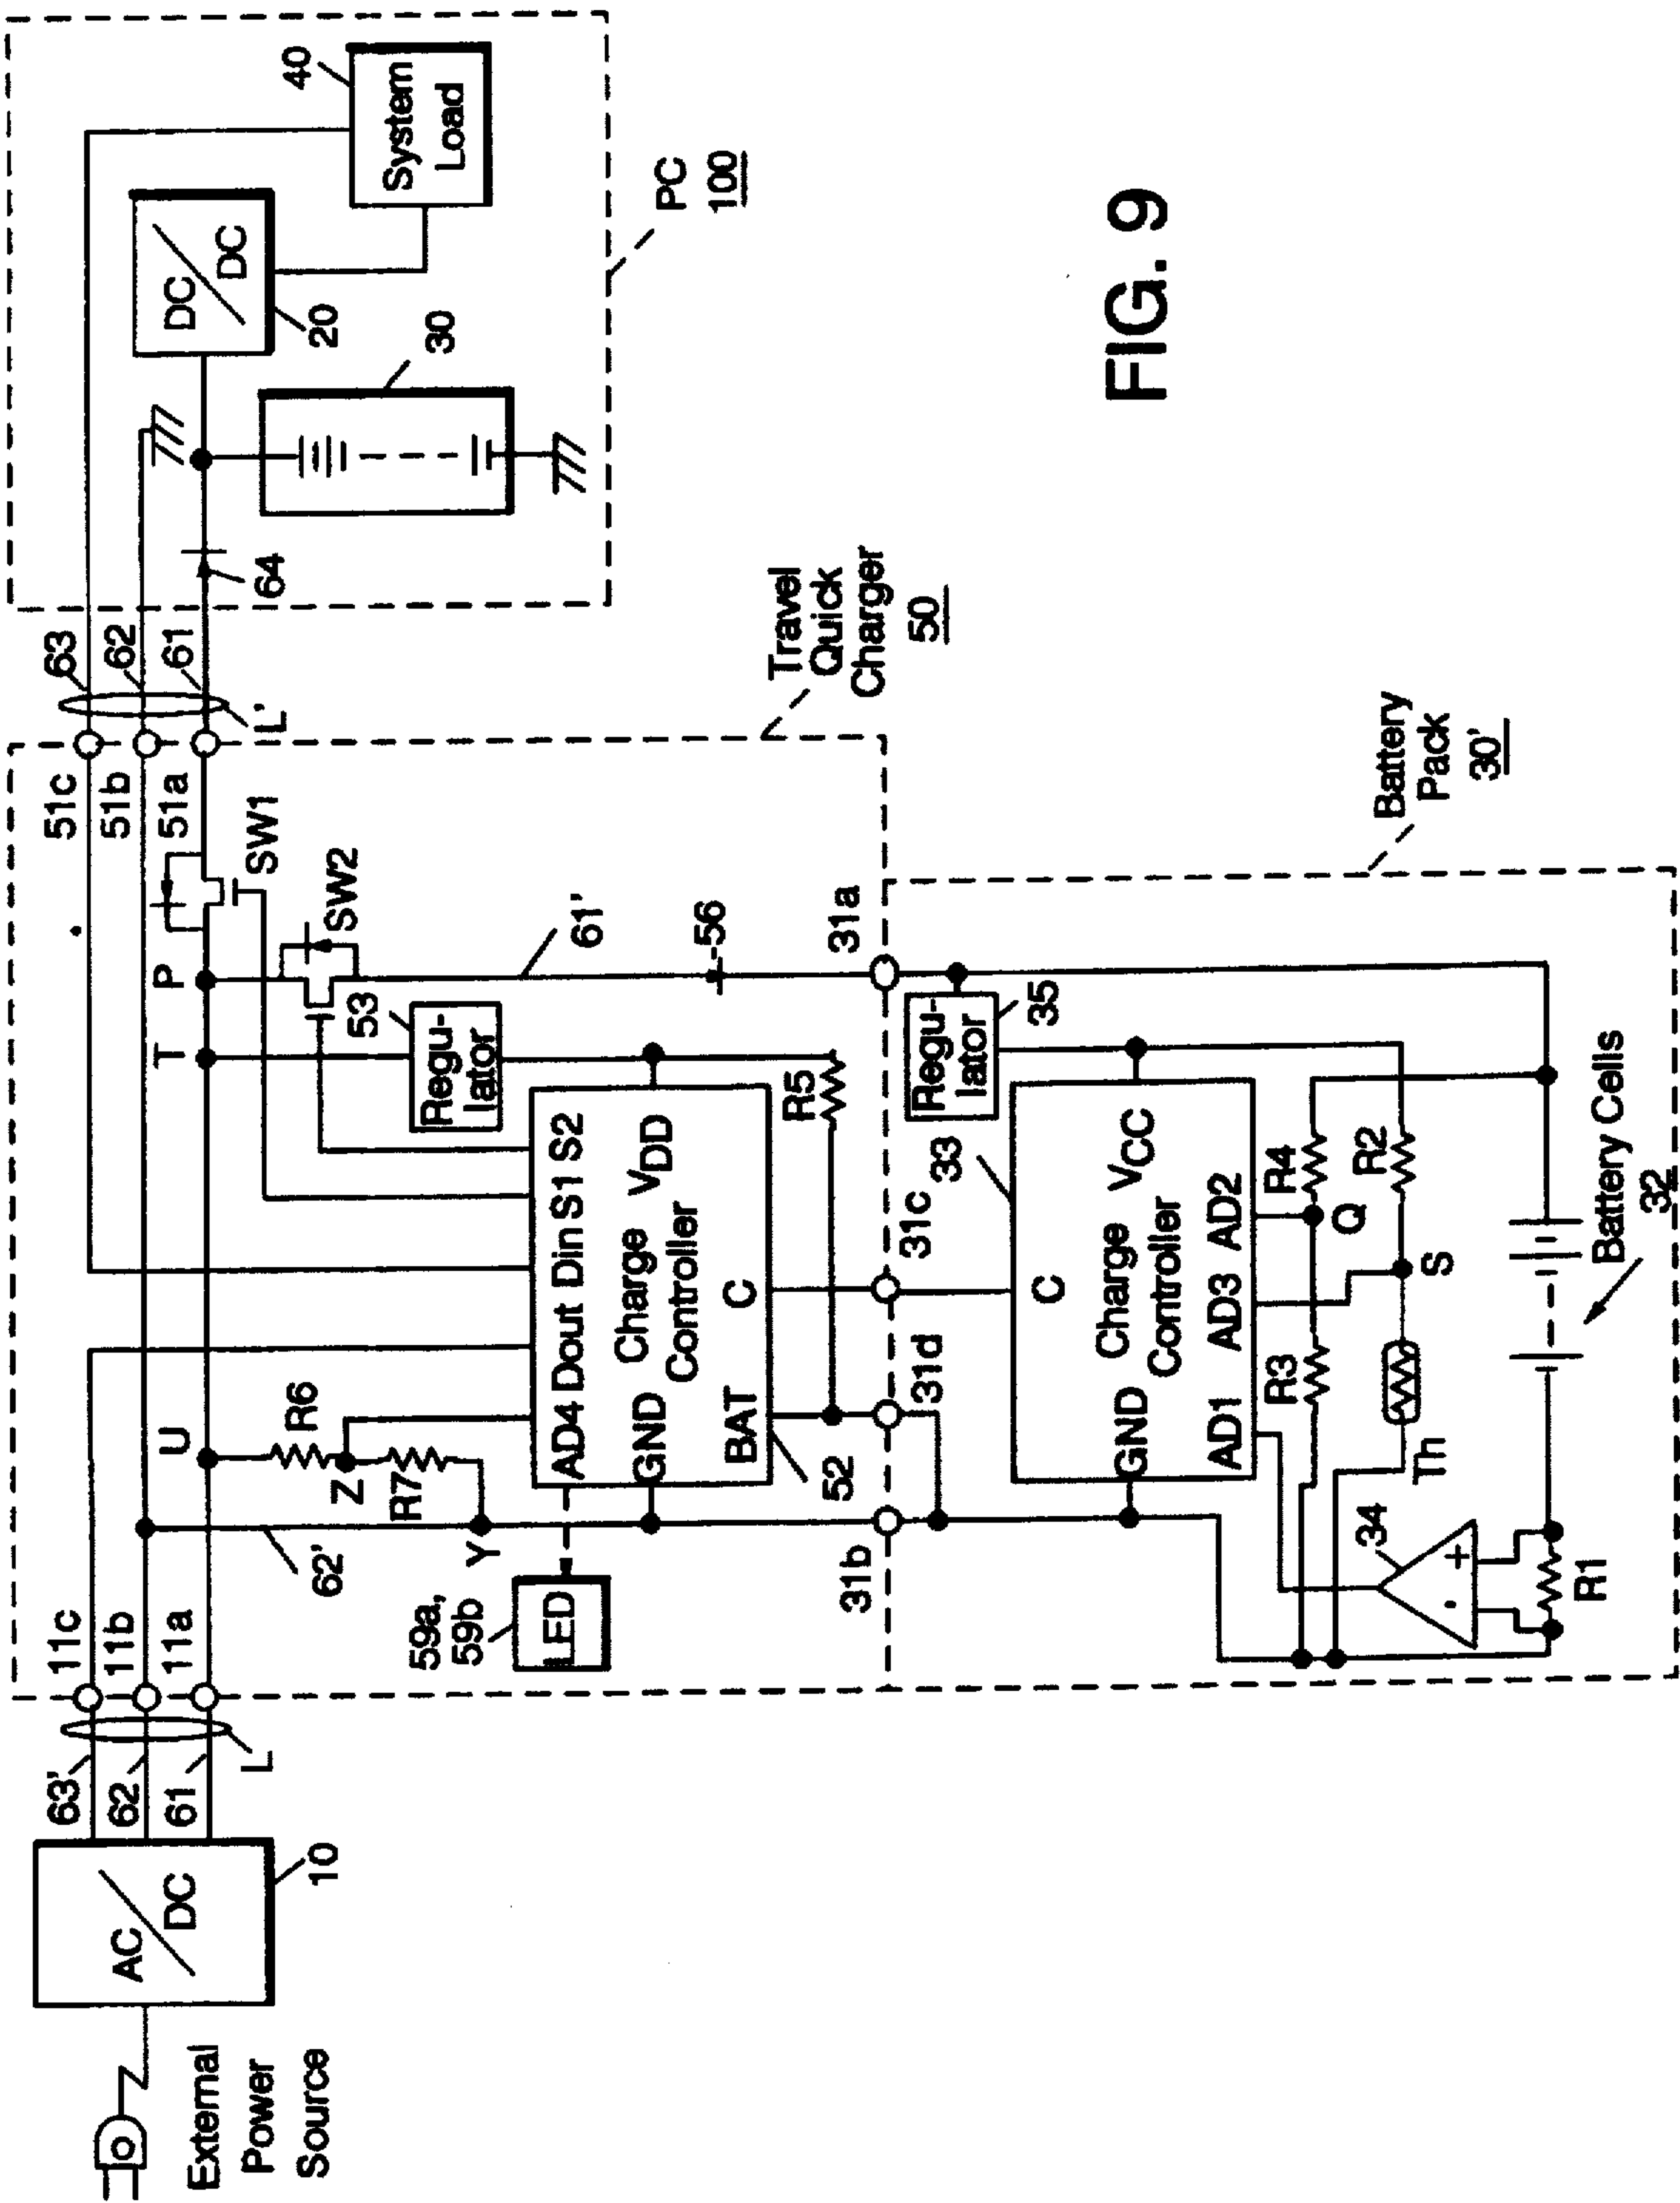 External
Power
Source
AC
DC
10
63'
62
61
L
11c
11b
11a
62'
U
R6
Z
R7
Y
59a,
59b
LED
T
P
53
Regu-
lator
SW1
SW2
61'
56
AD4 Dout Din S1 S2
GND
Charge
Controller
VDD
BAT
C
52
R5
51c
51b
51a
L'
63
62
61
Travel
Quick
Charger
50
64
30
DC
DC
20
System
Load
40
PC
100
31b
31d
31c
31a
Regu-
lator
35
33
C
GND
Charge
Controller
VCC
AD1
AD3
AD2
R3
R4
Q
R2
S
Th
34
+
-
R1
Battery Cells
32
Battery
Pack
30'
FIG. 9